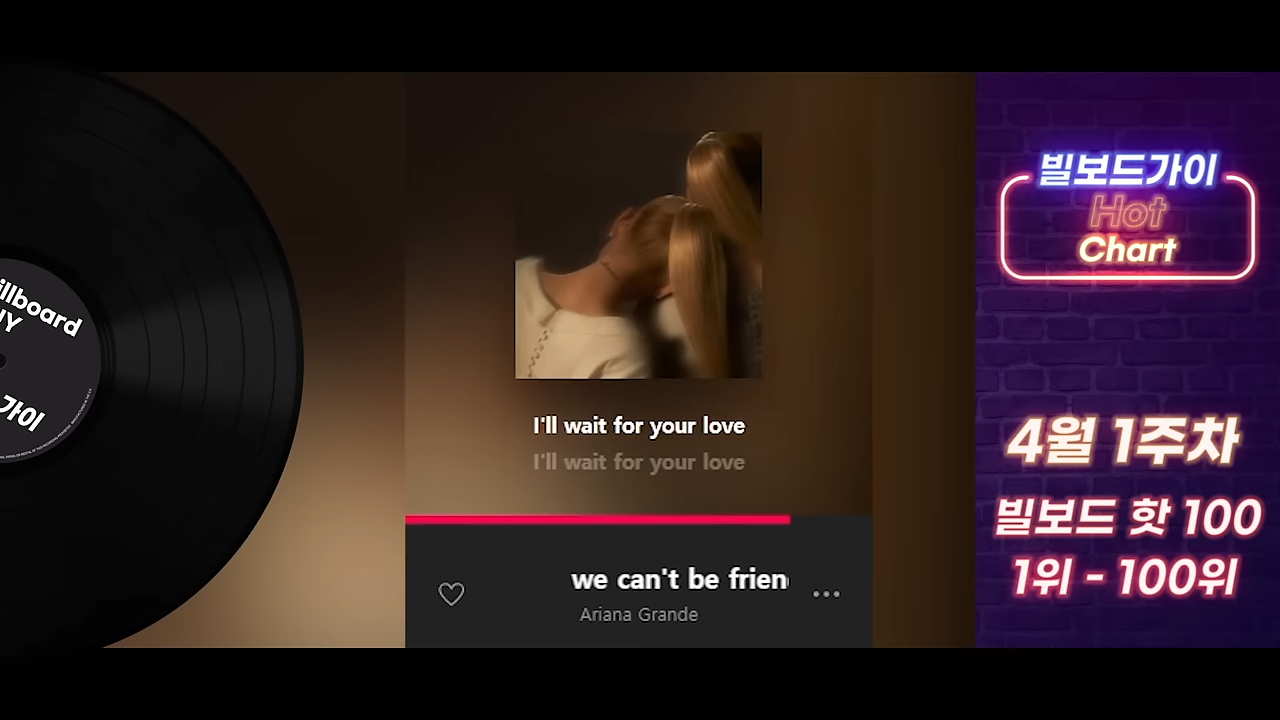 illboard
가이
I'll wait for your love
I'll wait for your love
we can't be frien
Ariana Grande
빌보드가이
Hot
Chart
4월 1주차
빌보드 핫 100
1위 - 100위